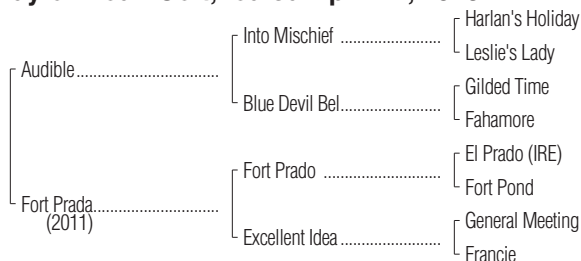 Harlan's Holiday
Into Mischief ....................
Leslie's Lady
Audible............................
Gilded Time
Blue Devil Bel....................
Fahamore
El Prado (IRE)
Fort Prado ....................
Fort Pond
Fort Prada............................
(2011)
General Meeting
Excellent Idea....................
Francie